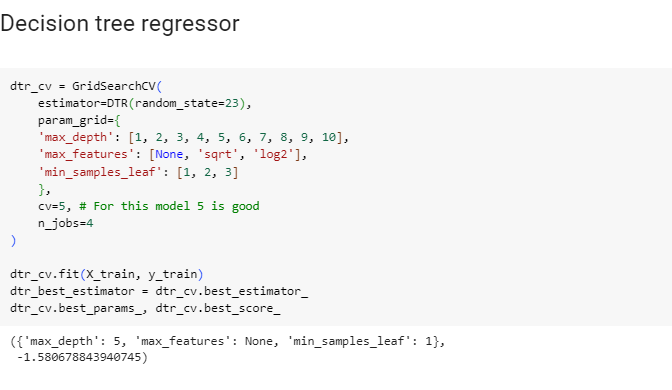 Decision tree regressor
dtr_cv = GridSearchCV(
    estimator=DTR(random_state=23),
    param_grid={
    'max_depth': [1, 2, 3, 4, 5, 6, 7, 8, 9, 10],
    'max_features': [None, 'sqrt', 'log2'],
    'min_samples_leaf': [1, 2, 3]
    },
    cv=5, # For this model 5 is good
    n_jobs=4
)
dtr_cv.fit(X_train, y_train)
dtr_best_estimator = dtr_cv.best_estimator_
dtr_cv.best_params_, dtr_cv.best_score_
({'max_depth': 5, 'max_features': None, 'min_samples_leaf': 1},
 -1.580678843940745)